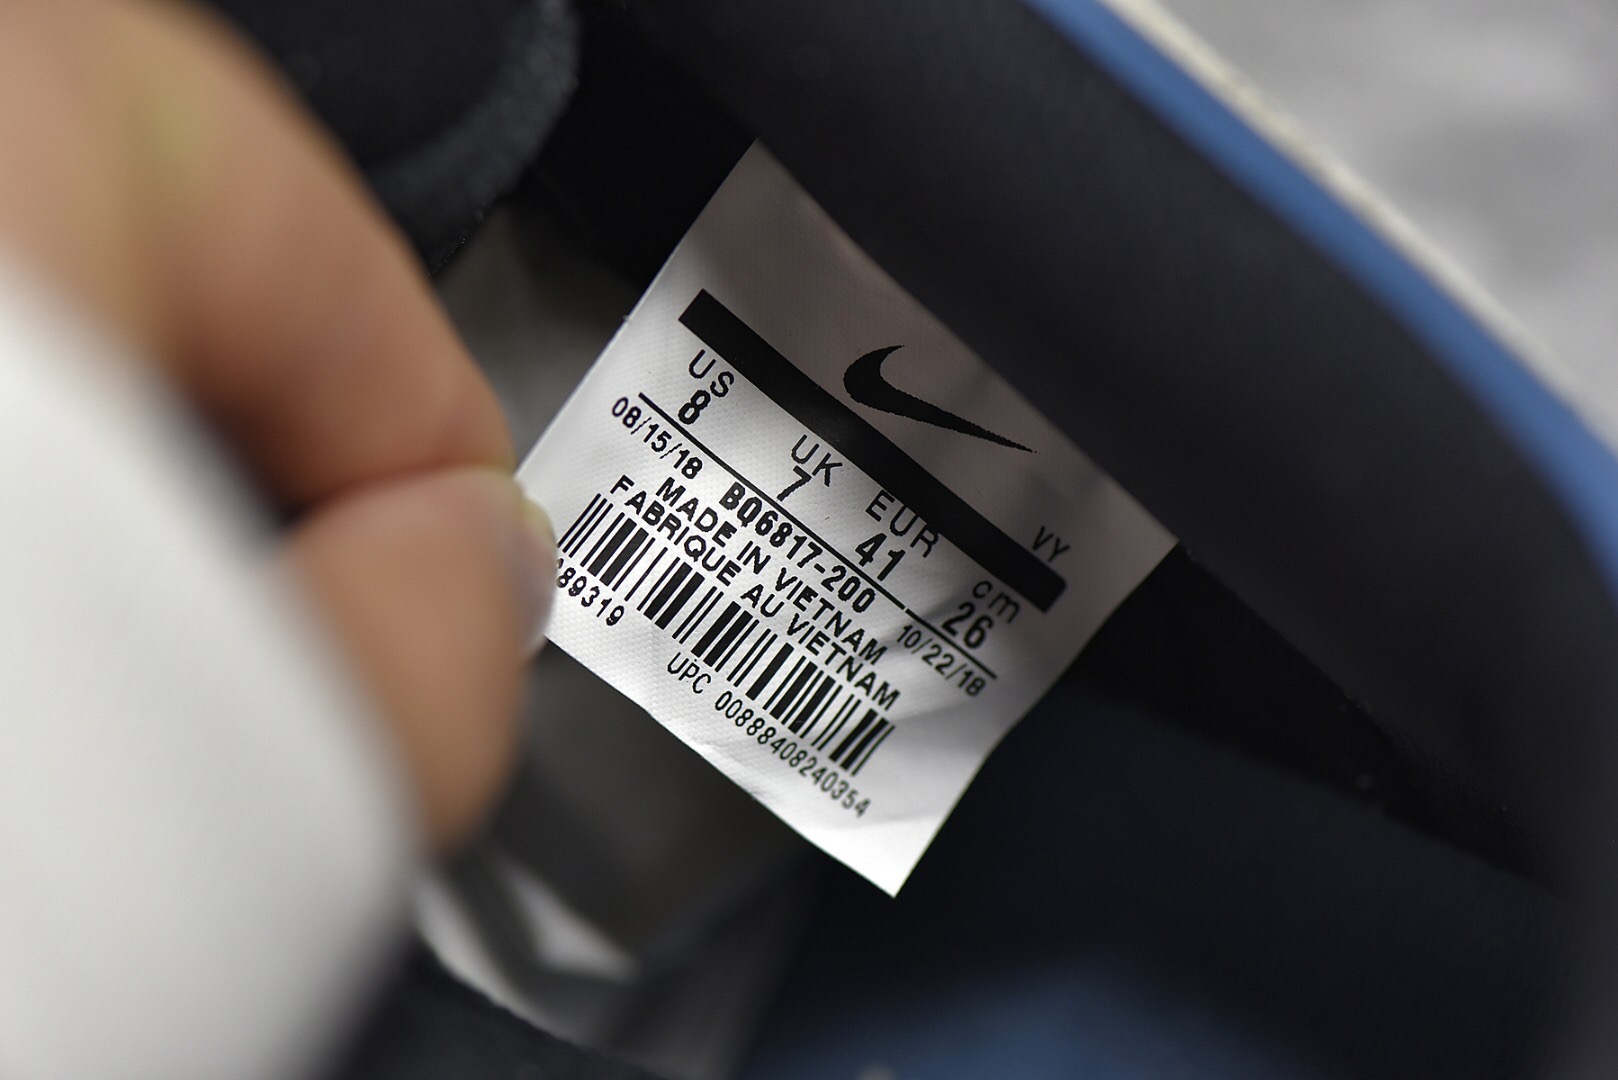 VY
US UK EUR cm
8 7 41 26
08/15/18 BQ6817-200 10/22/18
MADE IN VIETNAM
FABRIQUE AU VIETNAM
89319
UPC 00888408240354